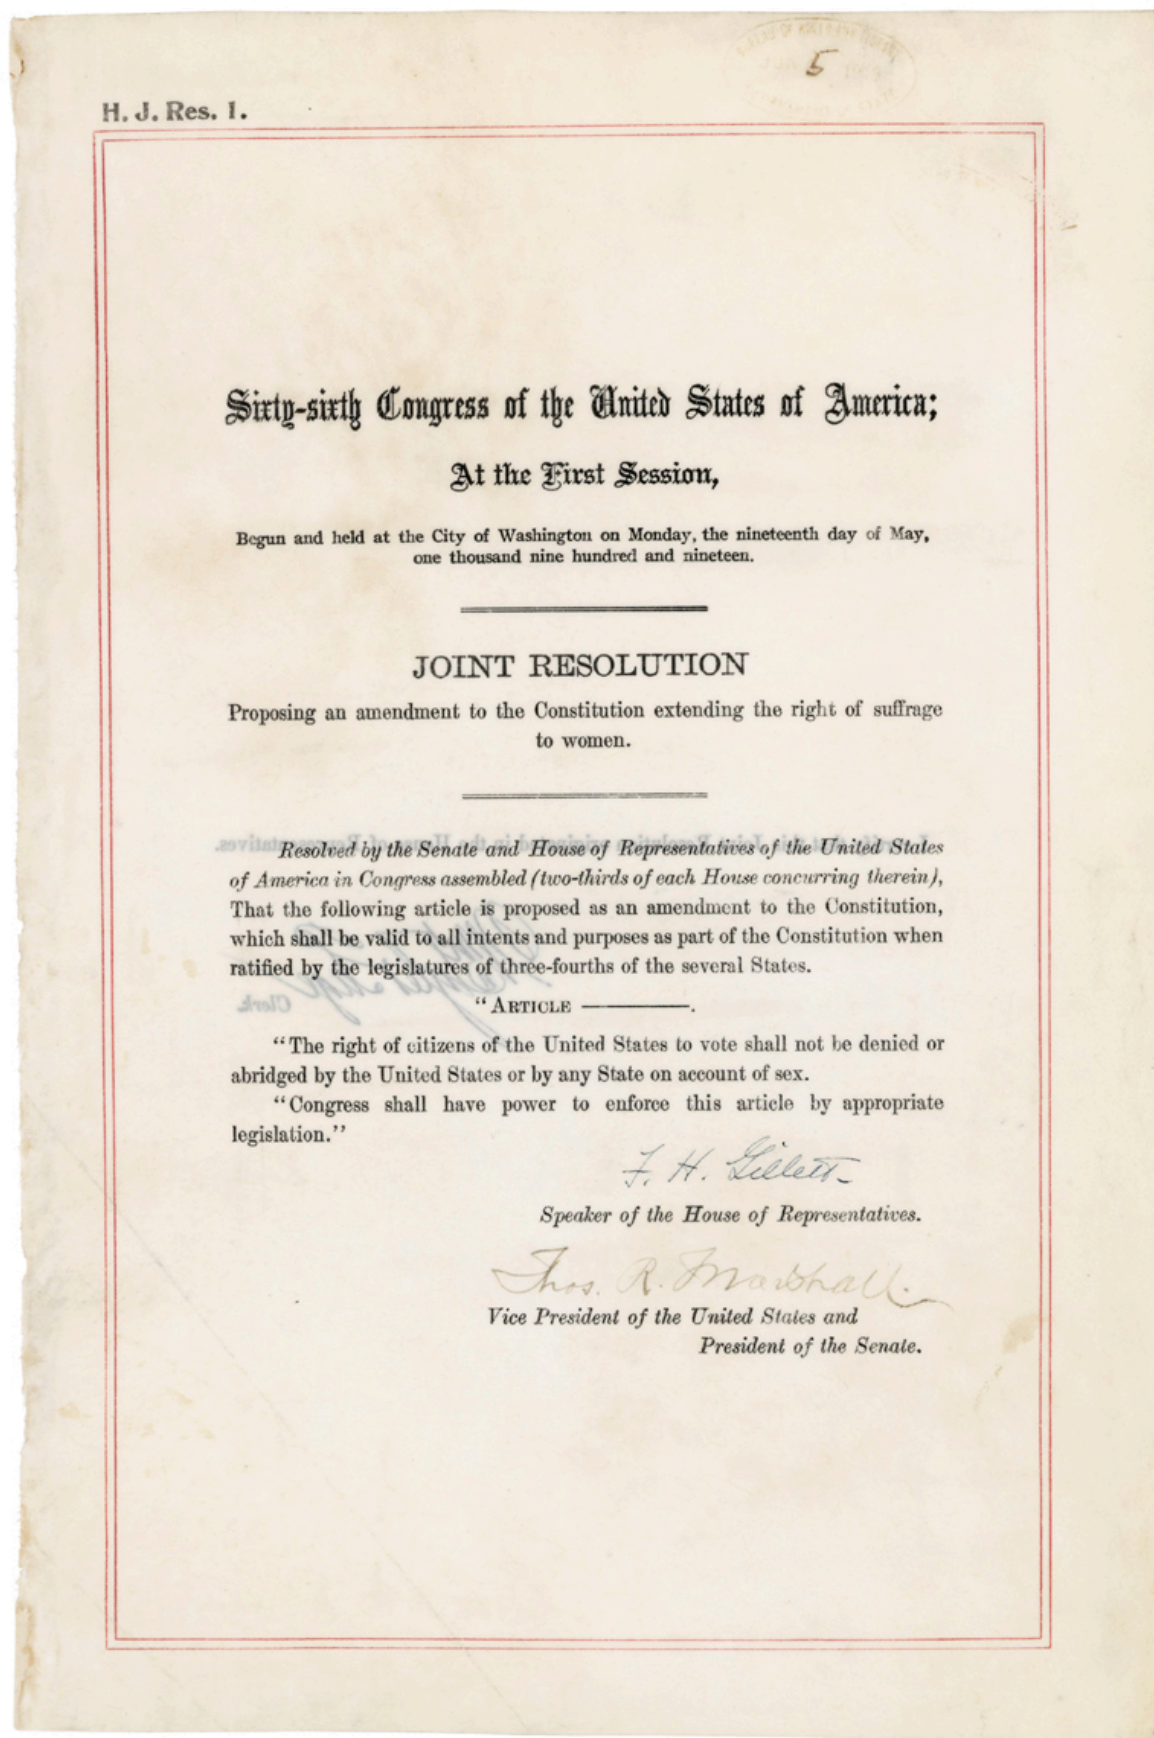 5
H. J. Res. 1.
Sixty-sixth Congress of the United States of America;
At the First Session,
Begun and held at the City of Washington on Monday, the nineteenth day of May,
one thousand nine hundred and nineteen.
JOINT RESOLUTION
Proposing an amendment to the Constitution extending the right of suffrage
to women.
Resolved by the Senate and House of Representatives of the United States
of America in Congress assembled (two-thirds of each House concurring therein),
That the following article is proposed as an amendment to the Constitution,
which shall be valid to all intents and purposes as part of the Constitution when
ratified by the legislatures of three-fourths of the several States.
“ARTICLE ———.
“The right of citizens of the United States to vote shall not be denied or
abridged by the United States or by any State on account of sex.
“Congress shall have power to enforce this article by appropriate
legislation.”
F. H. Gillett
Speaker of the House of Representatives.
Thos. R. Marshall.
Vice President of the United States and
President of the Senate.